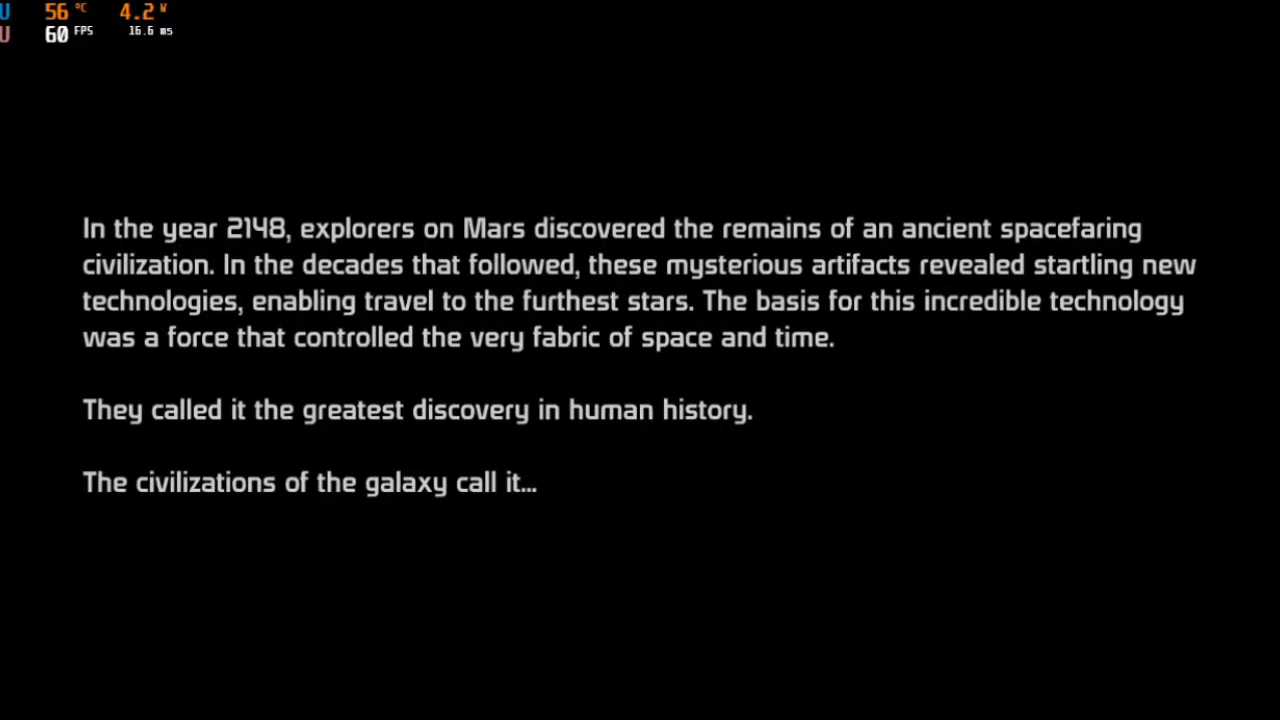 U 56 °C 4.2 W
U 60 FPS 16.6 ms
In the year 2148, explorers on Mars discovered the remains of an ancient spacefaring
civilization. In the decades that followed, these mysterious artifacts revealed startling new
technologies, enabling travel to the furthest stars. The basis for this incredible technology
was a force that controlled the very fabric of space and time.
They called it the greatest discovery in human history.
The civilizations of the galaxy call it...